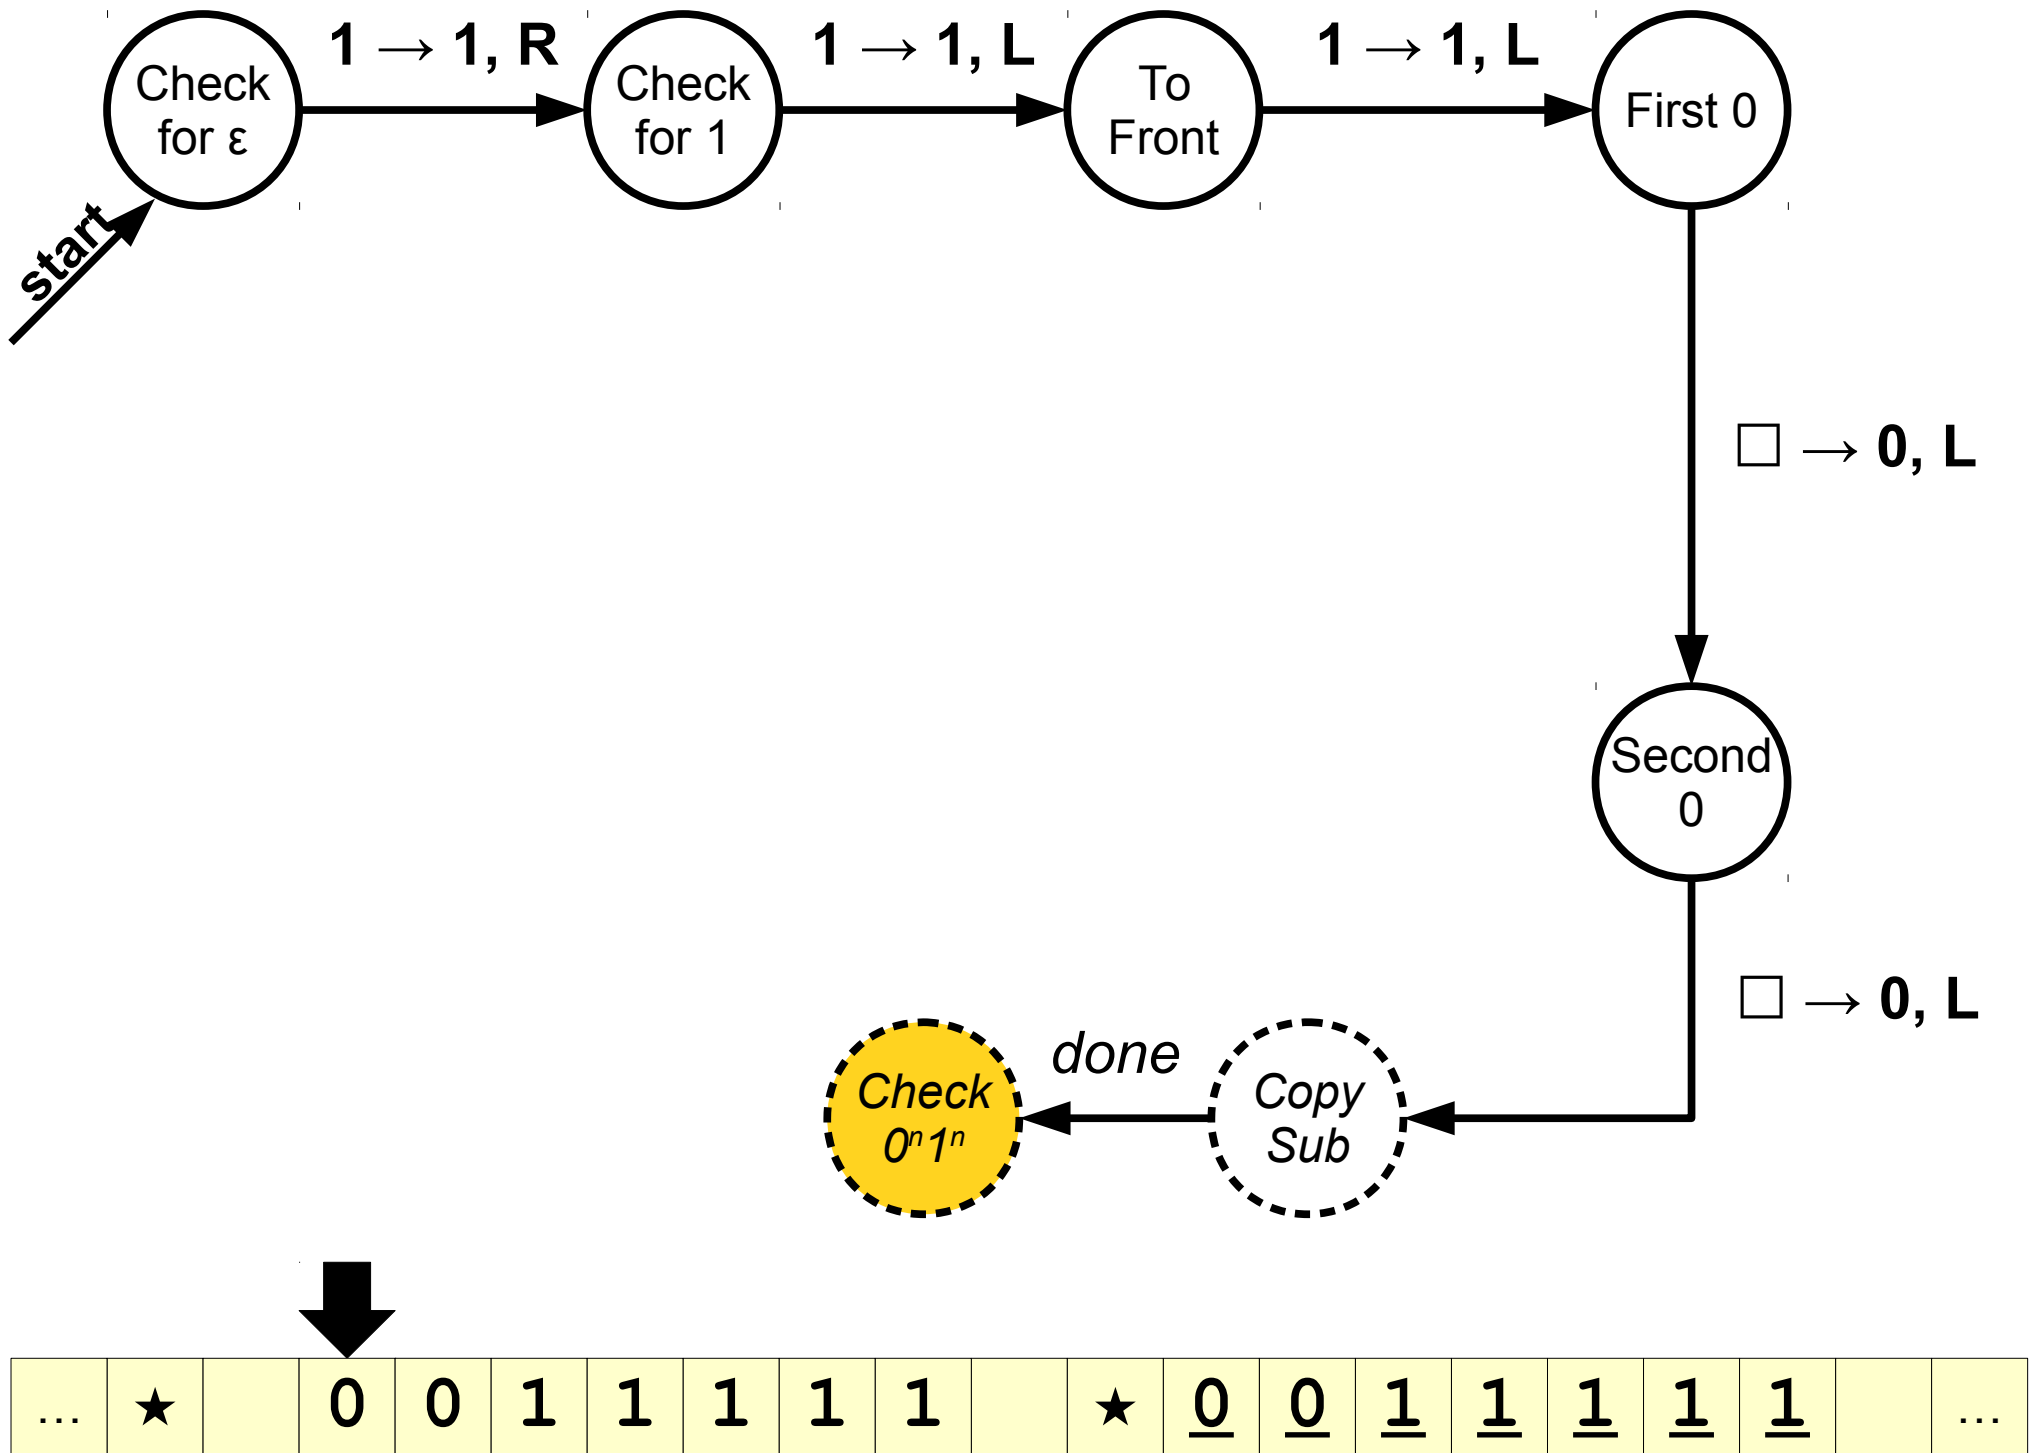 Check
for ε
1 → 1, R
Check
for 1
1 → 1, L
To
Front
1 → 1, L
First 0
start
□ → 0, L
Second
0
□ → 0, L
Check
0ⁿ1ⁿ
done
Copy
Sub
… ★ 0 0 1 1 1 1 1 ★ 0 0 1 1 1 1 1 …